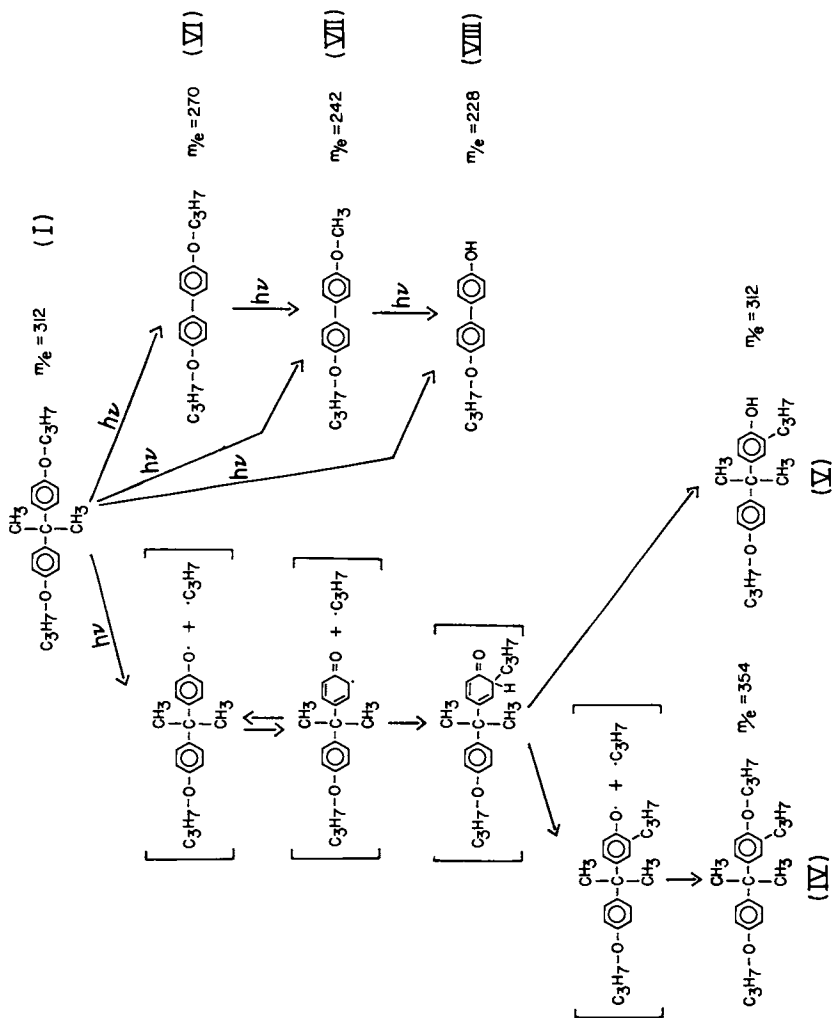 C3H7-O- -C- -O-C3H7 m/e = 312 (I)
CH3
CH3
hν
hν
hν
hν
C3H7-O- - -O-C3H7 m/e = 270 (VI)
hν
C3H7-O- - -O-CH3 m/e = 242 (VII)
hν
C3H7-O- - -OH m/e = 228 (VIII)
[C3H7-O- -C- -O· + ·C3H7]
CH3
CH3
[C3H7-O- -C- =O + ·C3H7]
CH3
CH3
[C3H7-O- -C- =O]
CH3
CH3
H
C3H7
[C3H7-O- -C- -O· + ·C3H7]
CH3
CH3
C3H7
C3H7-O- -C- -O-C3H7 m/e = 354
CH3
CH3
C3H7
(IV)
C3H7-O- -C- -OH m/e = 312
CH3
CH3
C3H7
(V)